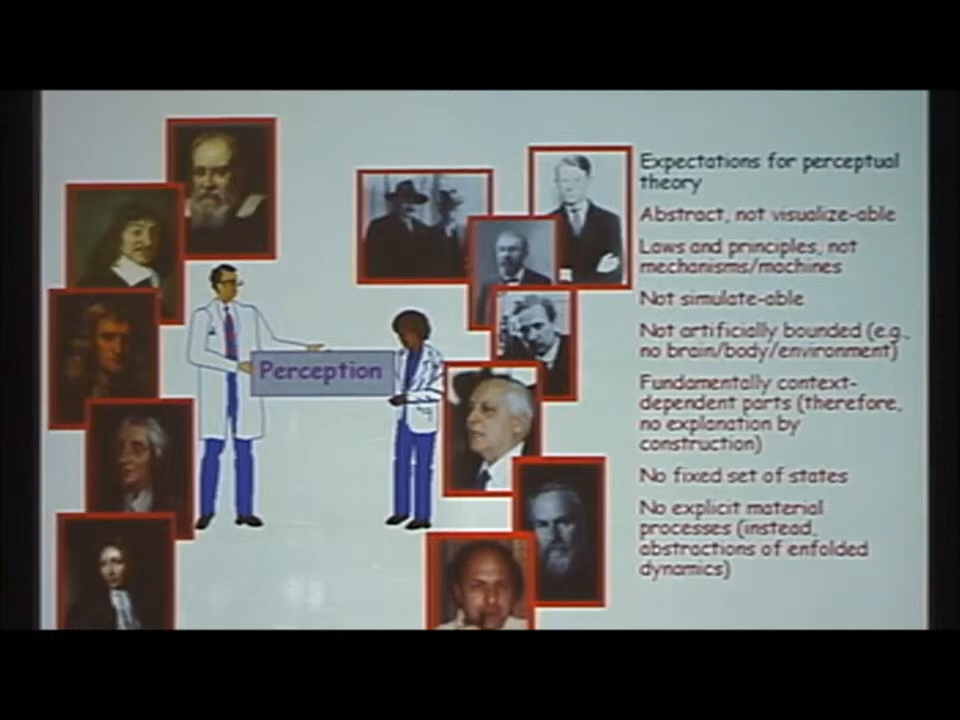 Perception
Expectations for perceptual
theory
Abstract, not visualize-able
Laws and principles, not
mechanisms/machines
Not simulate-able
Not artificially bounded (e.g.,
no brain/body/environment)
Fundamentally context-
dependent parts (therefore,
no explanation by
construction)
No fixed set of states
No explicit material
processes (instead,
abstractions of enfolded
dynamics)